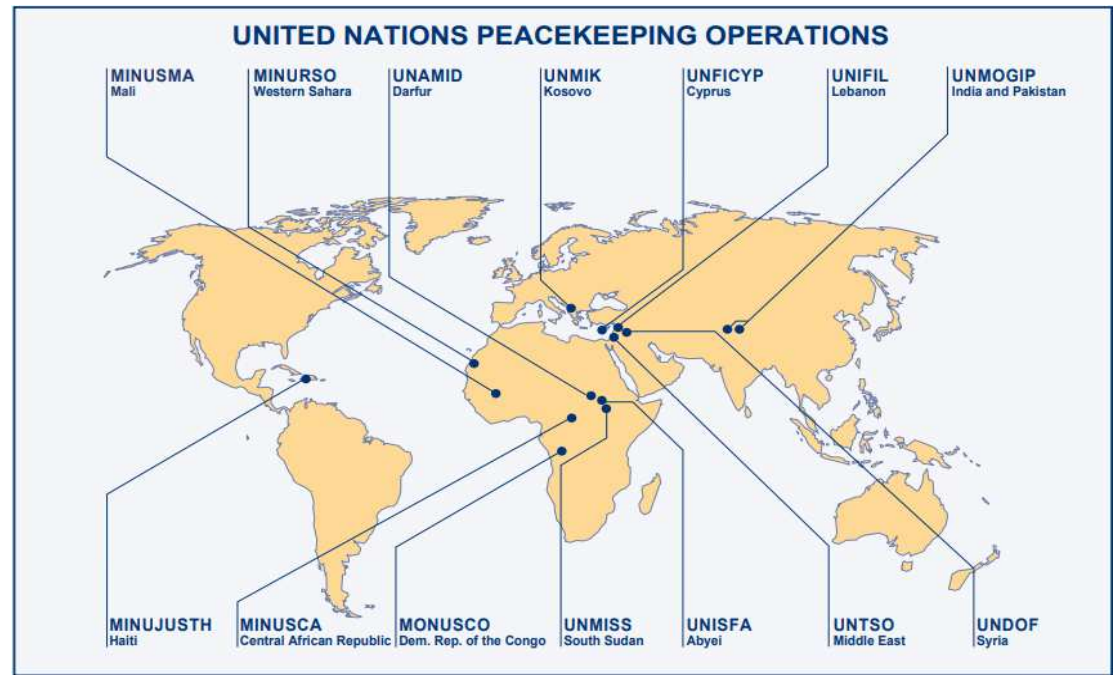 UNITED NATIONS PEACEKEEPING OPERATIONS
MINUSMA
Mali
MINURSO
Western Sahara
UNAMID
Darfur
UNMIK
Kosovo
UNFICYP
Cyprus
UNIFIL
Lebanon
UNMOGIP
India and Pakistan
MINUJUSTH
Haiti
MINUSCA
Central African Republic
MONUSCO
Dem. Rep. of the Congo
UNMISS
South Sudan
UNISFA
Abyei
UNTSO
Middle East
UNDOF
Syria